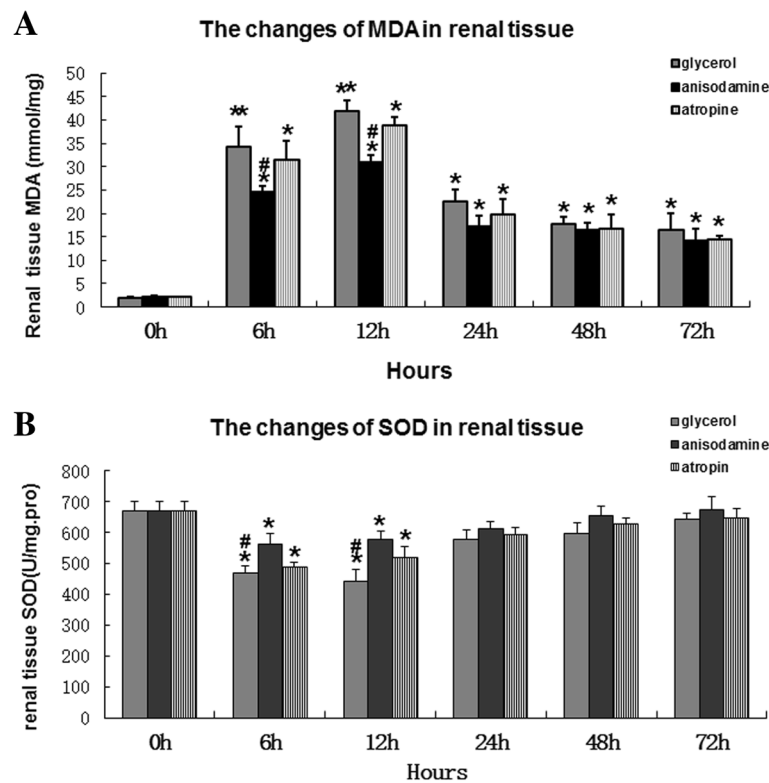 A
The changes of MDA in renal tissue
glycerol
anisodamine
atropine
Renal tissue MDA (mmol/mg)
50
45
40
35
30
25
20
15
10
5
0
** #* *
** #* *
* * *
* * *
* * *
0h 6h 12h 24h 48h 72h
Hours
B
The changes of SOD in renal tissue
glycerol
anisodamine
atropin
renal tissue SOD(U/mg.pro)
800
700
600
500
400
300
200
100
0
#* * *
#* * *
0h 6h 12h 24h 48h 72h
Hours